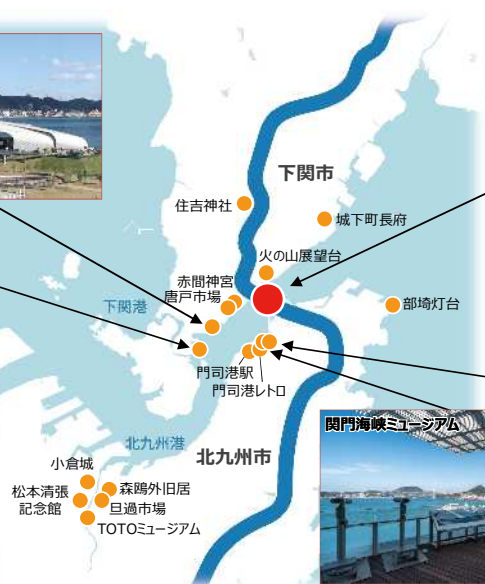 下関市
住吉神社
城下町長府
火の山展望台
赤間神宮
唐戸市場
下関港
部埼灯台
門司港駅
門司港レトロ
関門海峡ミュージアム
北九州港
北九州市
小倉城
松本清張
記念館
森鴎外旧居
旦過市場
TOTOミュージアム